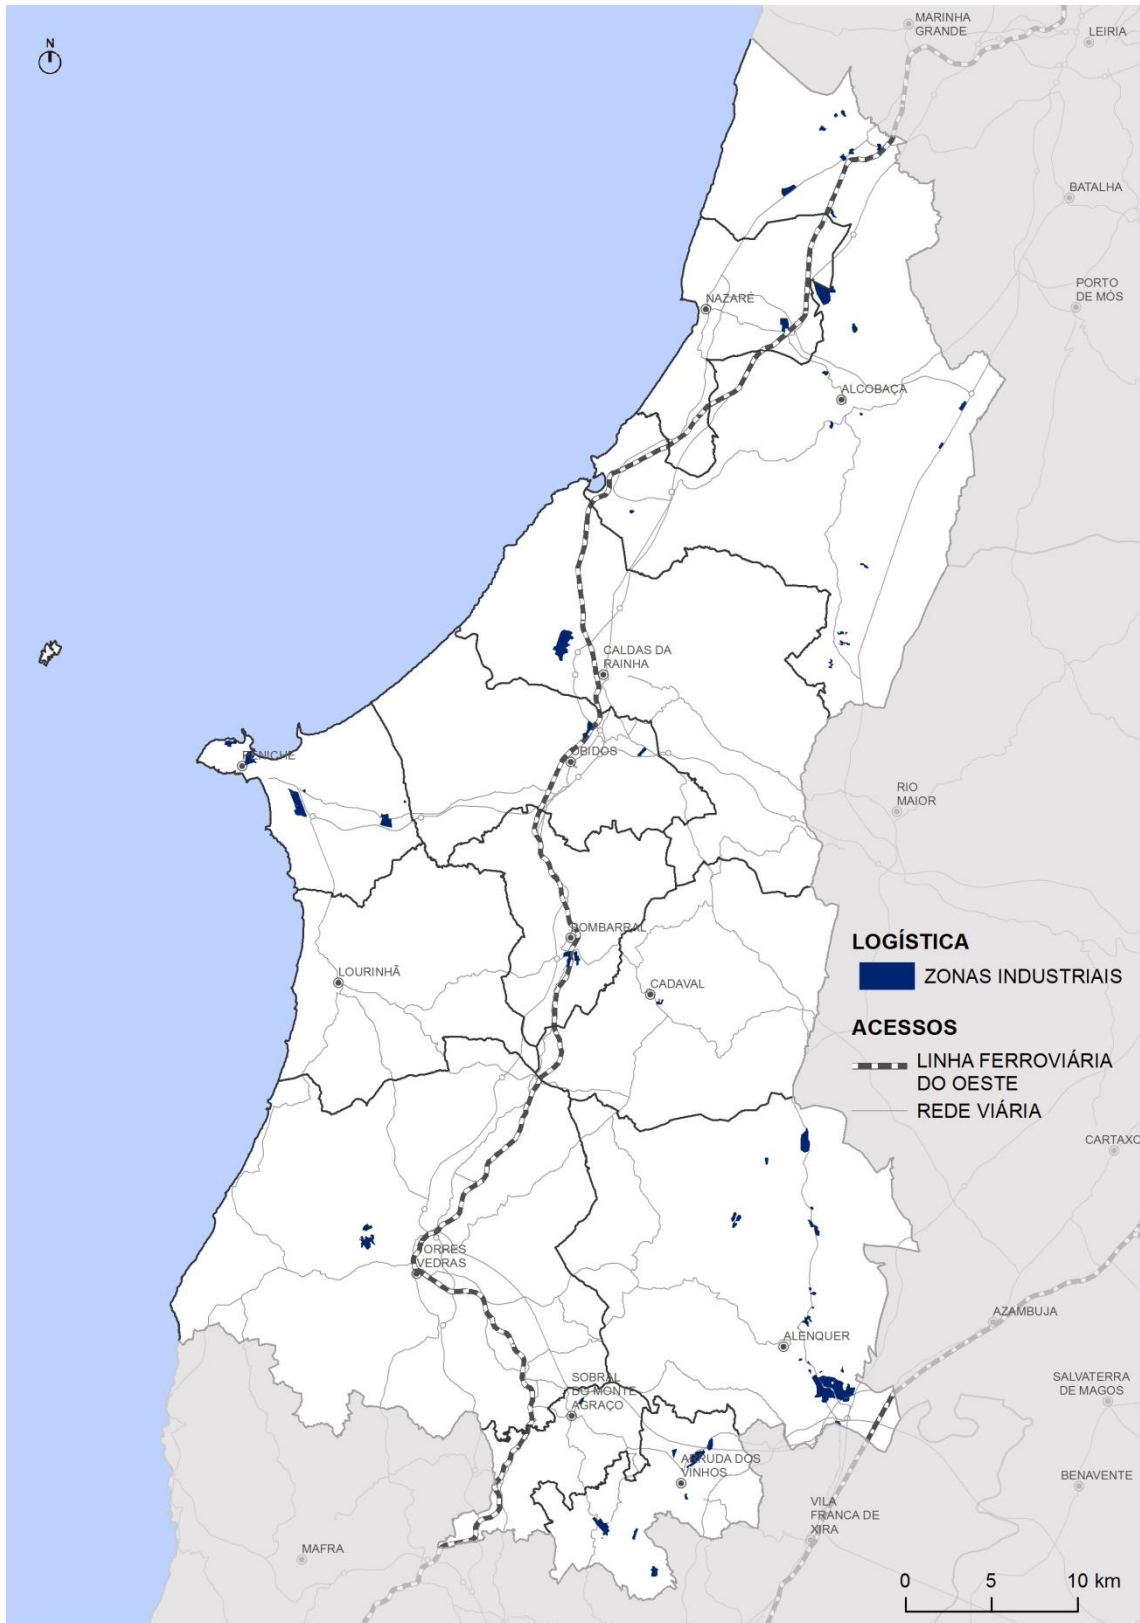 N
MARINHA
GRANDE
LEIRIA
BATALHA
PORTO
DE MÓS
NAZARÉ
ALCOBAÇA
CALDAS DA
RAINHA
PENICHE
ÓBIDOS
RIO
MAIOR
BOMBARRAL
LOURINHÃ
CADAVAL
LOGÍSTICA
ZONAS INDUSTRIAIS
ACESSOS
LINHA FERROVIÁRIA
DO OESTE
REDE VIÁRIA
CARTAXO
TORRES
VEDRAS
AZAMBUJA
ALENQUER
SOBRAL
DO MONTE
AGRAÇO
SALVATERRA
DE MAGOS
ARRUDA DOS
VINHOS
BENAVENTE
VILA
FRANCA DE
XIRA
MAFRA
0 5 10 km